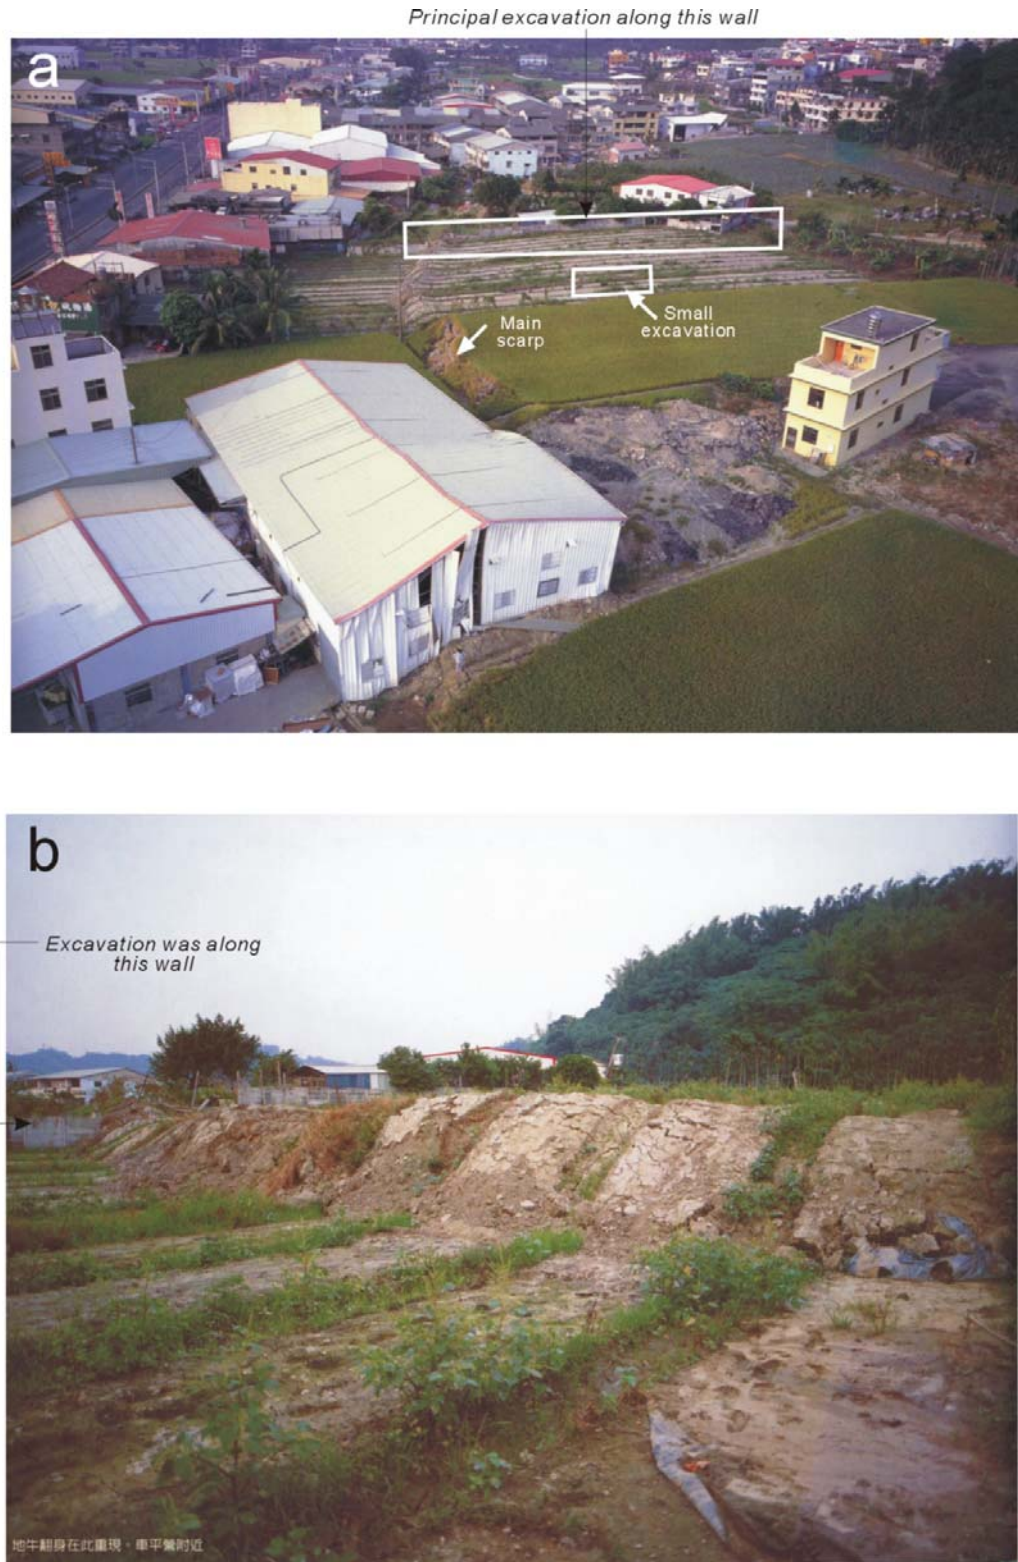 Principal excavation along this wall
a
Main
scarp
Small
excavation
b
Excavation was along
this wall
地牛翻身在此重現，車平鶯附近